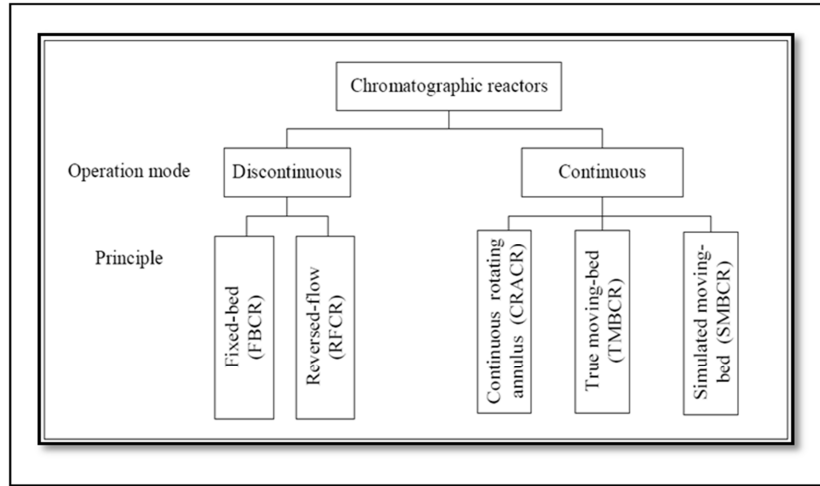 Chromatographic reactors
Operation mode
Discontinuous
Continuous
Principle
Fixed-bed
(FBCR)
Reversed-flow
(RFCR)
Continuous rotating
annulus (CRACR)
True moving-bed
(TMBCR)
Simulated moving-
bed (SMBCR)